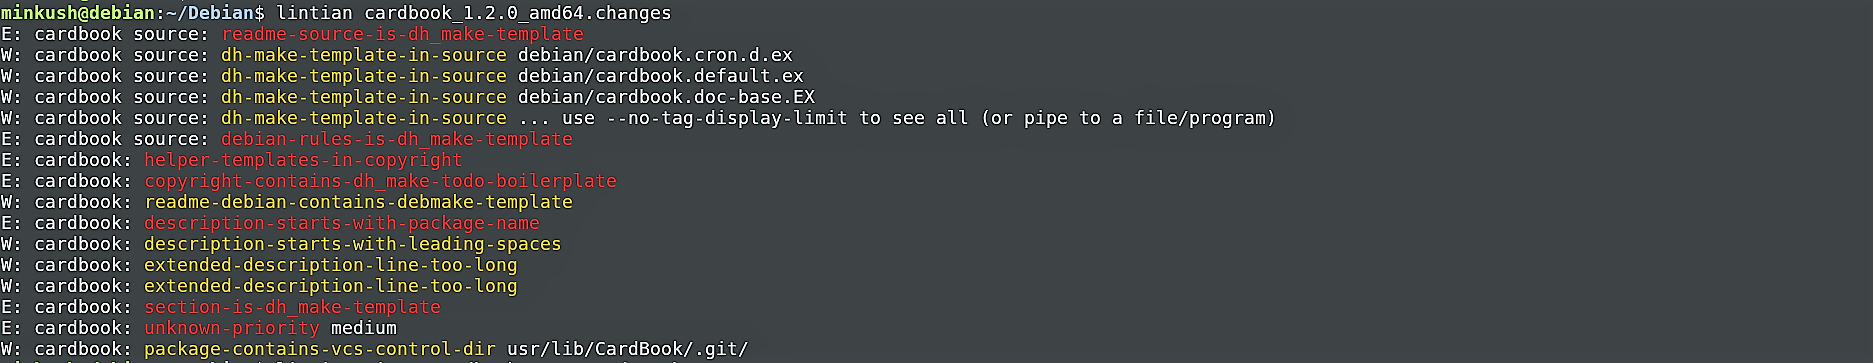 minkush@debian:~/Debian$ lintian cardbook_1.2.0_amd64.changes
E: cardbook source: readme-source-is-dh_make-template
W: cardbook source: dh-make-template-in-source debian/cardbook.cron.d.ex
W: cardbook source: dh-make-template-in-source debian/cardbook.default.ex
W: cardbook source: dh-make-template-in-source debian/cardbook.doc-base.EX
W: cardbook source: dh-make-template-in-source ... use --no-tag-display-limit to see all (or pipe to a file/program)
E: cardbook source: debian-rules-is-dh_make-template
E: cardbook: helper-templates-in-copyright
E: cardbook: copyright-contains-dh_make-todo-boilerplate
W: cardbook: readme-debian-contains-debmake-template
E: cardbook: description-starts-with-package-name
W: cardbook: description-starts-with-leading-spaces
W: cardbook: extended-description-line-too-long
W: cardbook: extended-description-line-too-long
E: cardbook: section-is-dh_make-template
E: cardbook: unknown-priority medium
W: cardbook: package-contains-vcs-control-dir usr/lib/CardBook/.git/